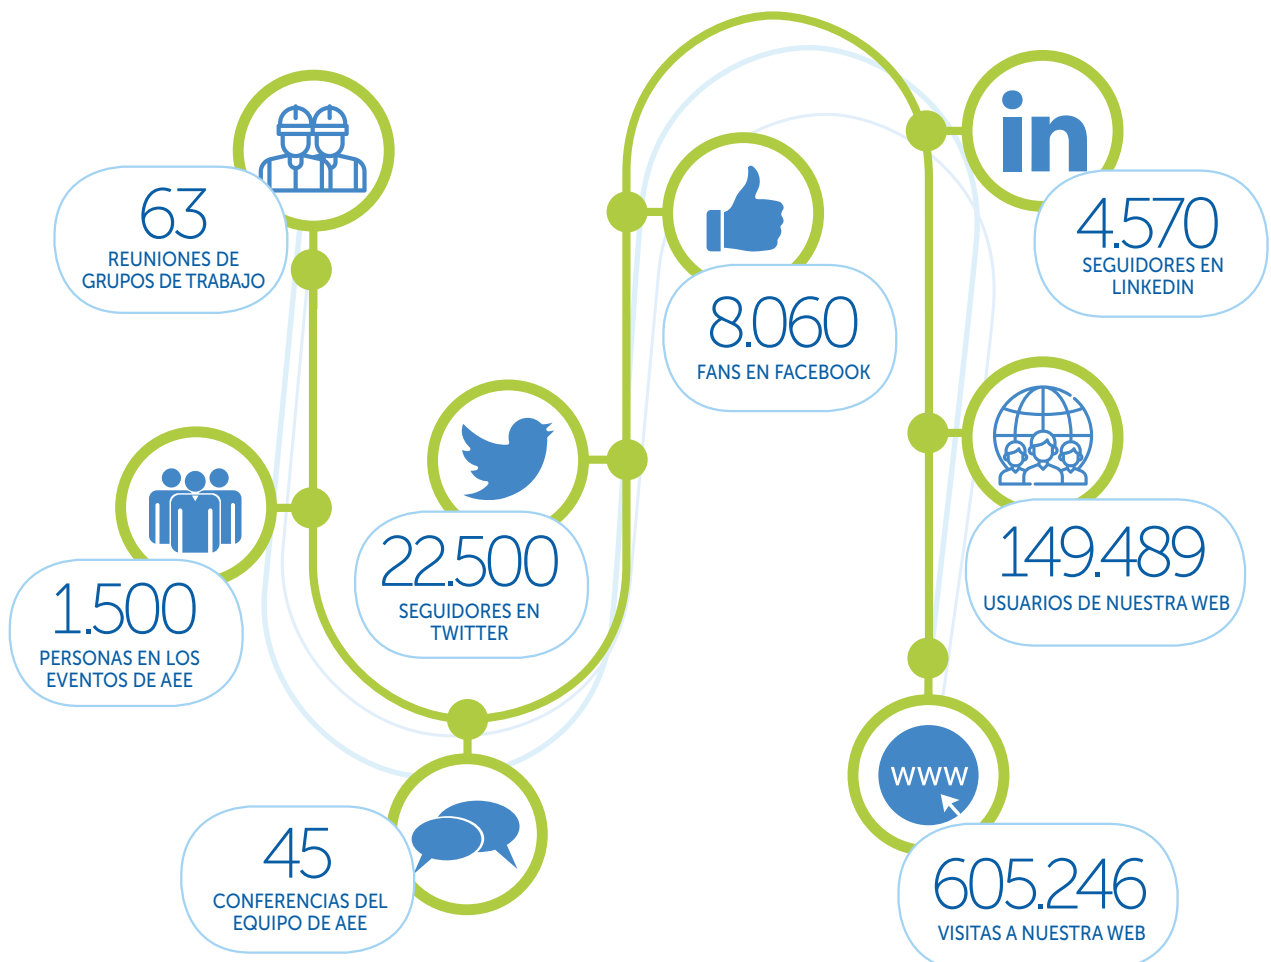 63
REUNIONES DE
GRUPOS DE TRABAJO
1.500
PERSONAS EN LOS
EVENTOS DE AEE
45
CONFERENCIAS DEL
EQUIPO DE AEE
22.500
SEGUIDORES EN
TWITTER
8.060
FANS EN FACEBOOK
in
4.570
SEGUIDORES EN
LINKEDIN
149.489
USUARIOS DE NUESTRA WEB
www
605.246
VISITAS A NUESTRA WEB